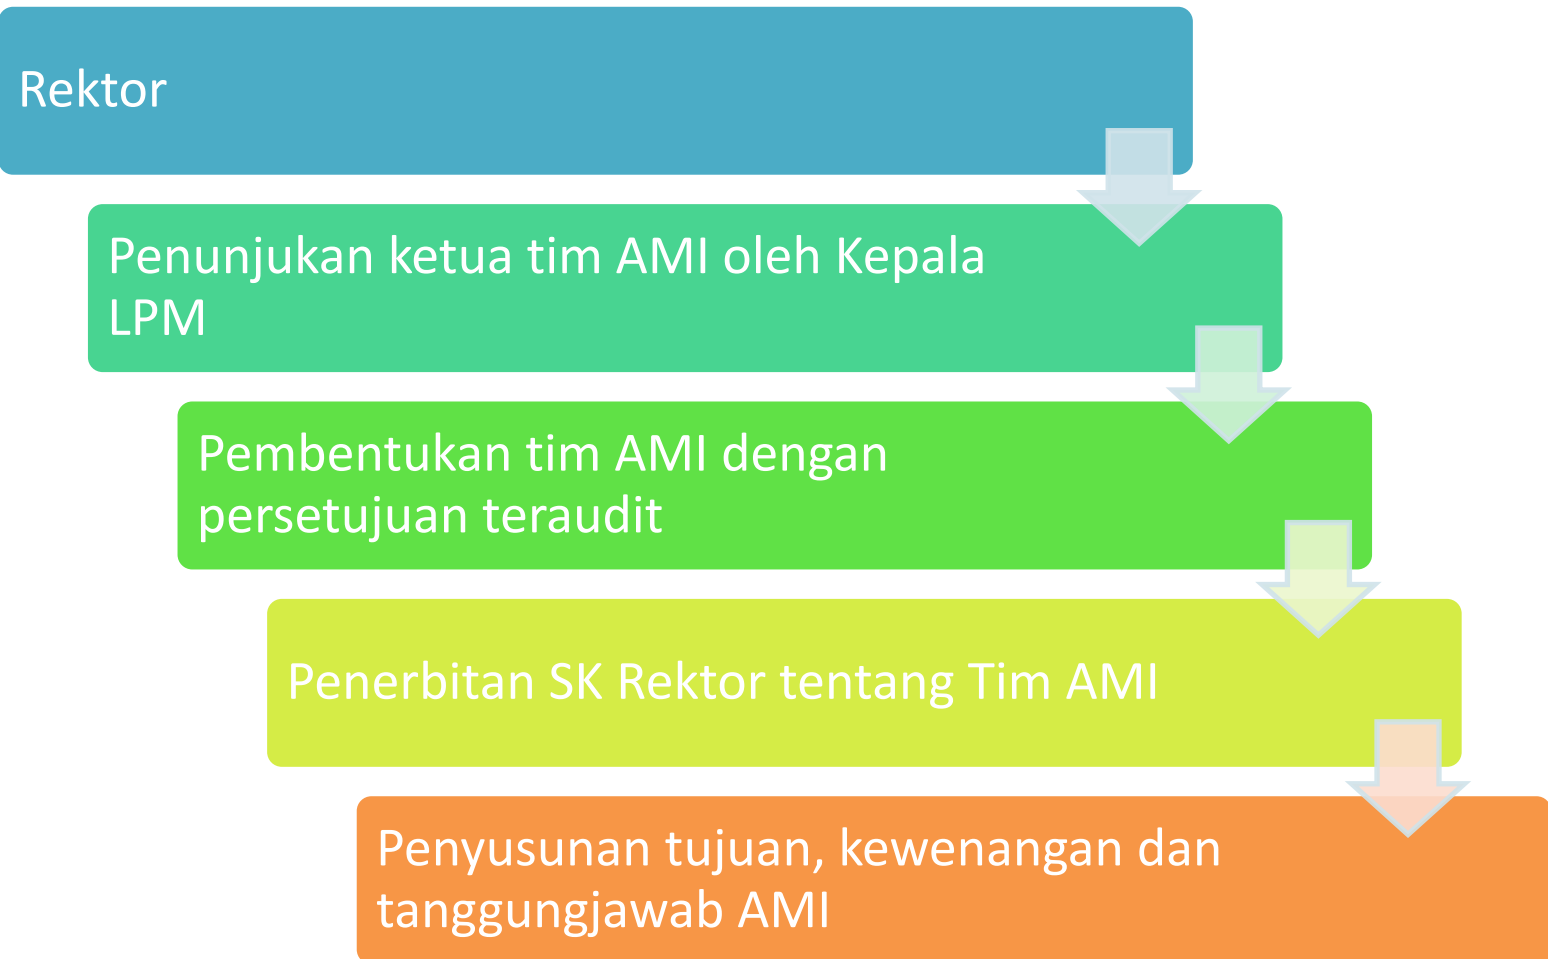 Rektor
Penunjukan ketua tim AMI oleh Kepala
LPM
Pembentukan tim AMI dengan
persetujuan teraudit
Penerbitan SK Rektor tentang Tim AMI
Penyusunan tujuan, kewenangan dan
tanggungjawab AMI